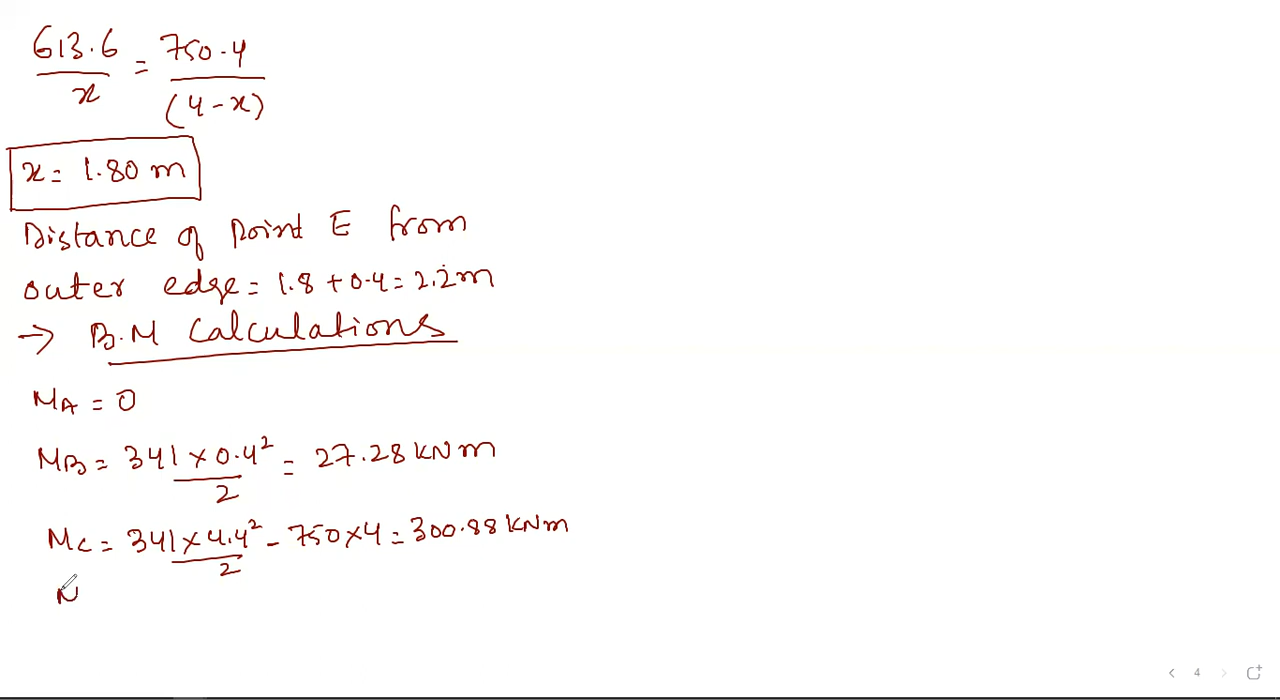 613.6/x = 750.4/(4-x)
x = 1.80 m
Distance of point E from
outer edge = 1.8 + 0.4 = 2.2m
→ B.M Calculations
MA = 0
MB = 341 × 0.4²/2 = 27.28 kNm
Mc = 341 × 4.4²/2 - 750×4 = 300.88 kNm
4